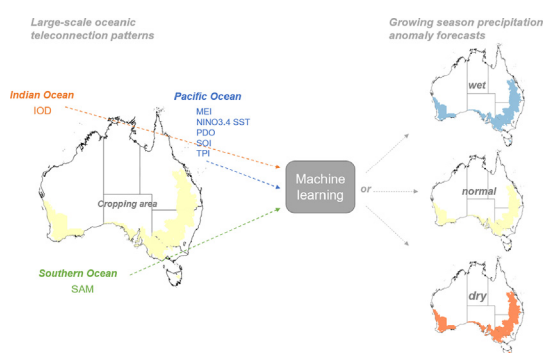 Large-scale oceanic
teleconnection patterns
Growing season precipitation
anomaly forecasts
Indian Ocean
IOD
Pacific Ocean
MEI
NINO3.4 SST
PDO
SOI
TPI
Cropping area
Southern Ocean
SAM
Machine
learning
or
wet
normal
dry